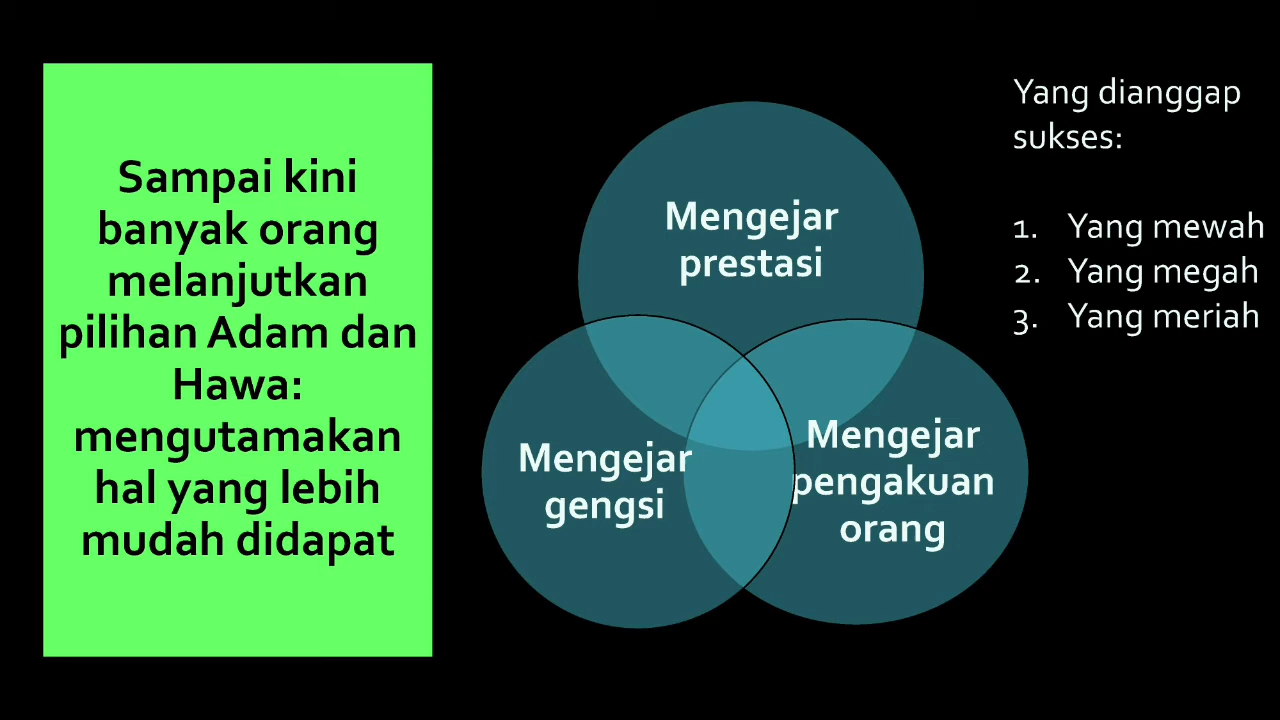 Sampai kini
banyak orang
melanjutkan
pilihan Adam dan
Hawa:
mengutamakan
hal yang lebih
mudah didapat
Mengejar
prestasi
Mengejar
gengsi
Mengejar
pengakuan
orang
Yang dianggap
sukses:
1. Yang mewah
2. Yang megah
3. Yang meriah